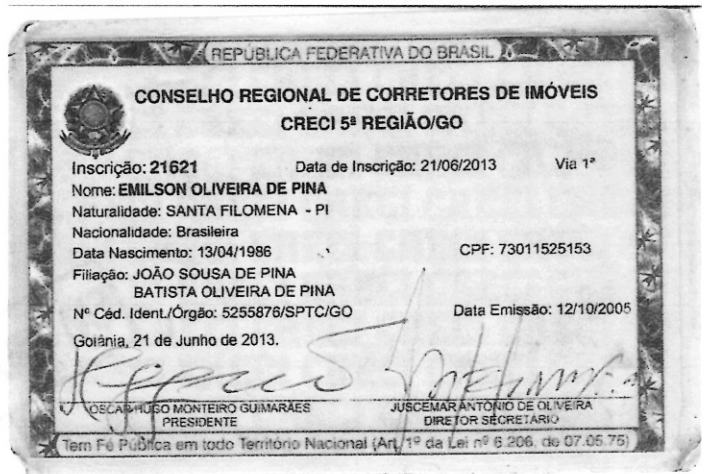 REPÚBLICA FEDERATIVA DO BRASIL
CONSELHO REGIONAL DE CORRETORES DE IMÓVEIS
CRECI 5ª REGIÃO/GO
Inscrição: 21621 Data de Inscrição: 21/06/2013 Via 1ª
Nome: EMILSON OLIVEIRA DE PINA
Naturalidade: SANTA FILOMENA - PI
Nacionalidade: Brasileira
Data Nascimento: 13/04/1986 CPF: 73011525153
Filiação: JOÃO SOUSA DE PINA
BATISTA OLIVEIRA DE PINA
Nº Céd. Ident./Órgão: 5255876/SPTC/GO Data Emissão: 12/10/2005
Goiânia, 21 de Junho de 2013.
OSCAR HUGO MONTEIRO GUIMARÃES JUSCEMAR ANTÔNIO DE OLIVEIRA
PRESIDENTE DIRETOR SECRETÁRIO
Tem Fé Pública em todo Território Nacional (Art. 1º da Lei nº 6.206, de 07.05.75)